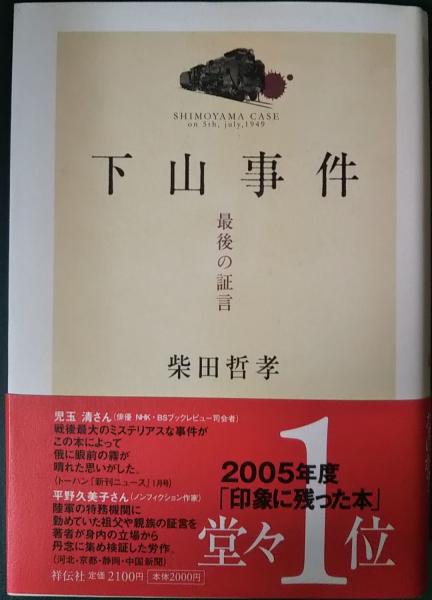 SHIMOYAMA CASE
on 5th, july, 1949
下山事件
最後の証言
柴田哲孝
児玉 清さん(俳優 NHK・BSブックレビュー司会者)
戦後最大のミステリアスな事件が
この本によって
俄に眼前の霧が
晴れた思いがした。
〈トーハン「新刊ニュース」1月号〉
平野久美子さん(ノンフィクション作家)
陸軍の特務機関に
勤めていた祖父や親族の証言を
著者が身内の立場から
丹念に集め検証した労作。
(河北・京都・静岡・中国新聞)
祥伝社 定価 2100円 本体2000円
2005年度
「印象に残った本」
堂々1位